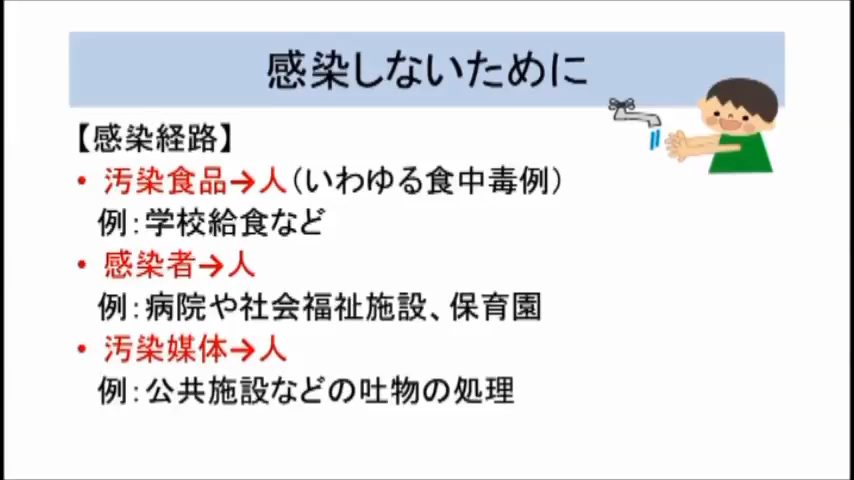 感染しないために
【感染経路】
• 汚染食品→人（いわゆる食中毒例）
例：学校給食など
• 感染者→人
例：病院や社会福祉施設、保育園
• 汚染媒体→人
例：公共施設などの吐物の処理